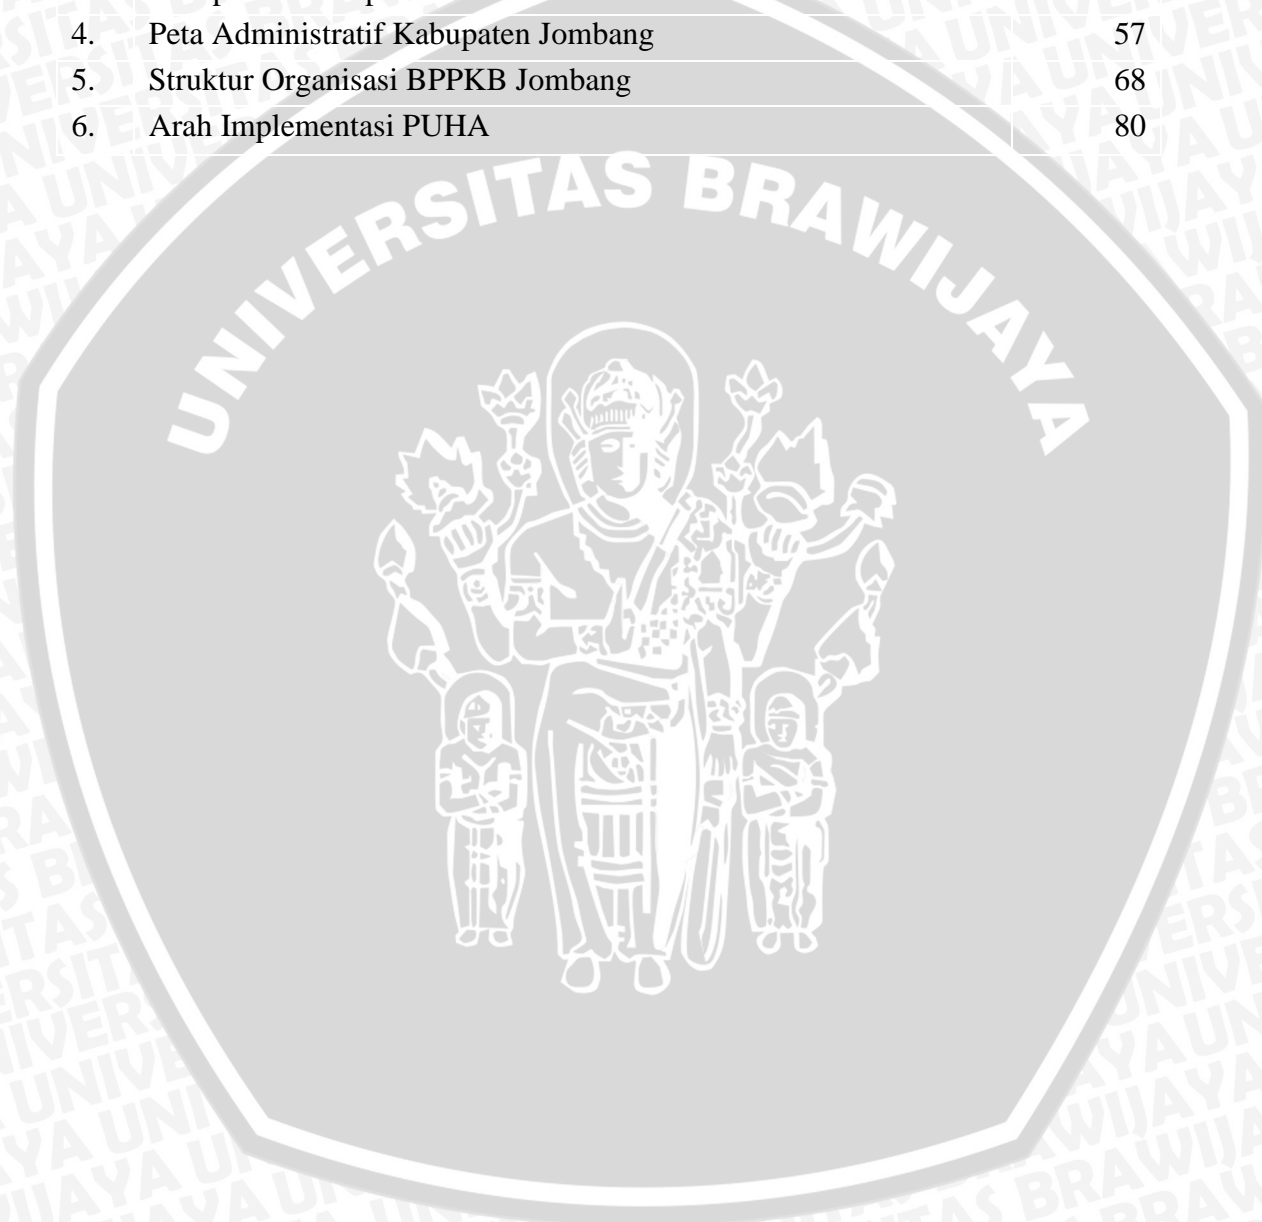 4. Peta Administratif Kabupaten Jombang 57
5. Struktur Organisasi BPPKB Jombang 68
6. Arah Implementasi PUHA 80
UNIVERSITAS BRAWIJAYA